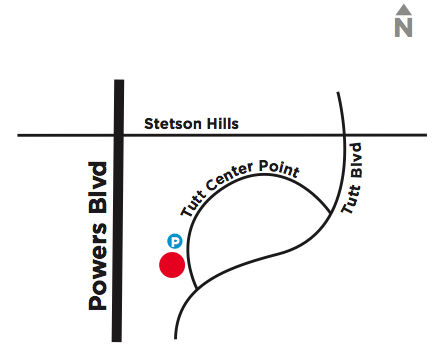 N
Stetson Hills
Tutt Center Point
Tutt Blvd
Powers Blvd
P